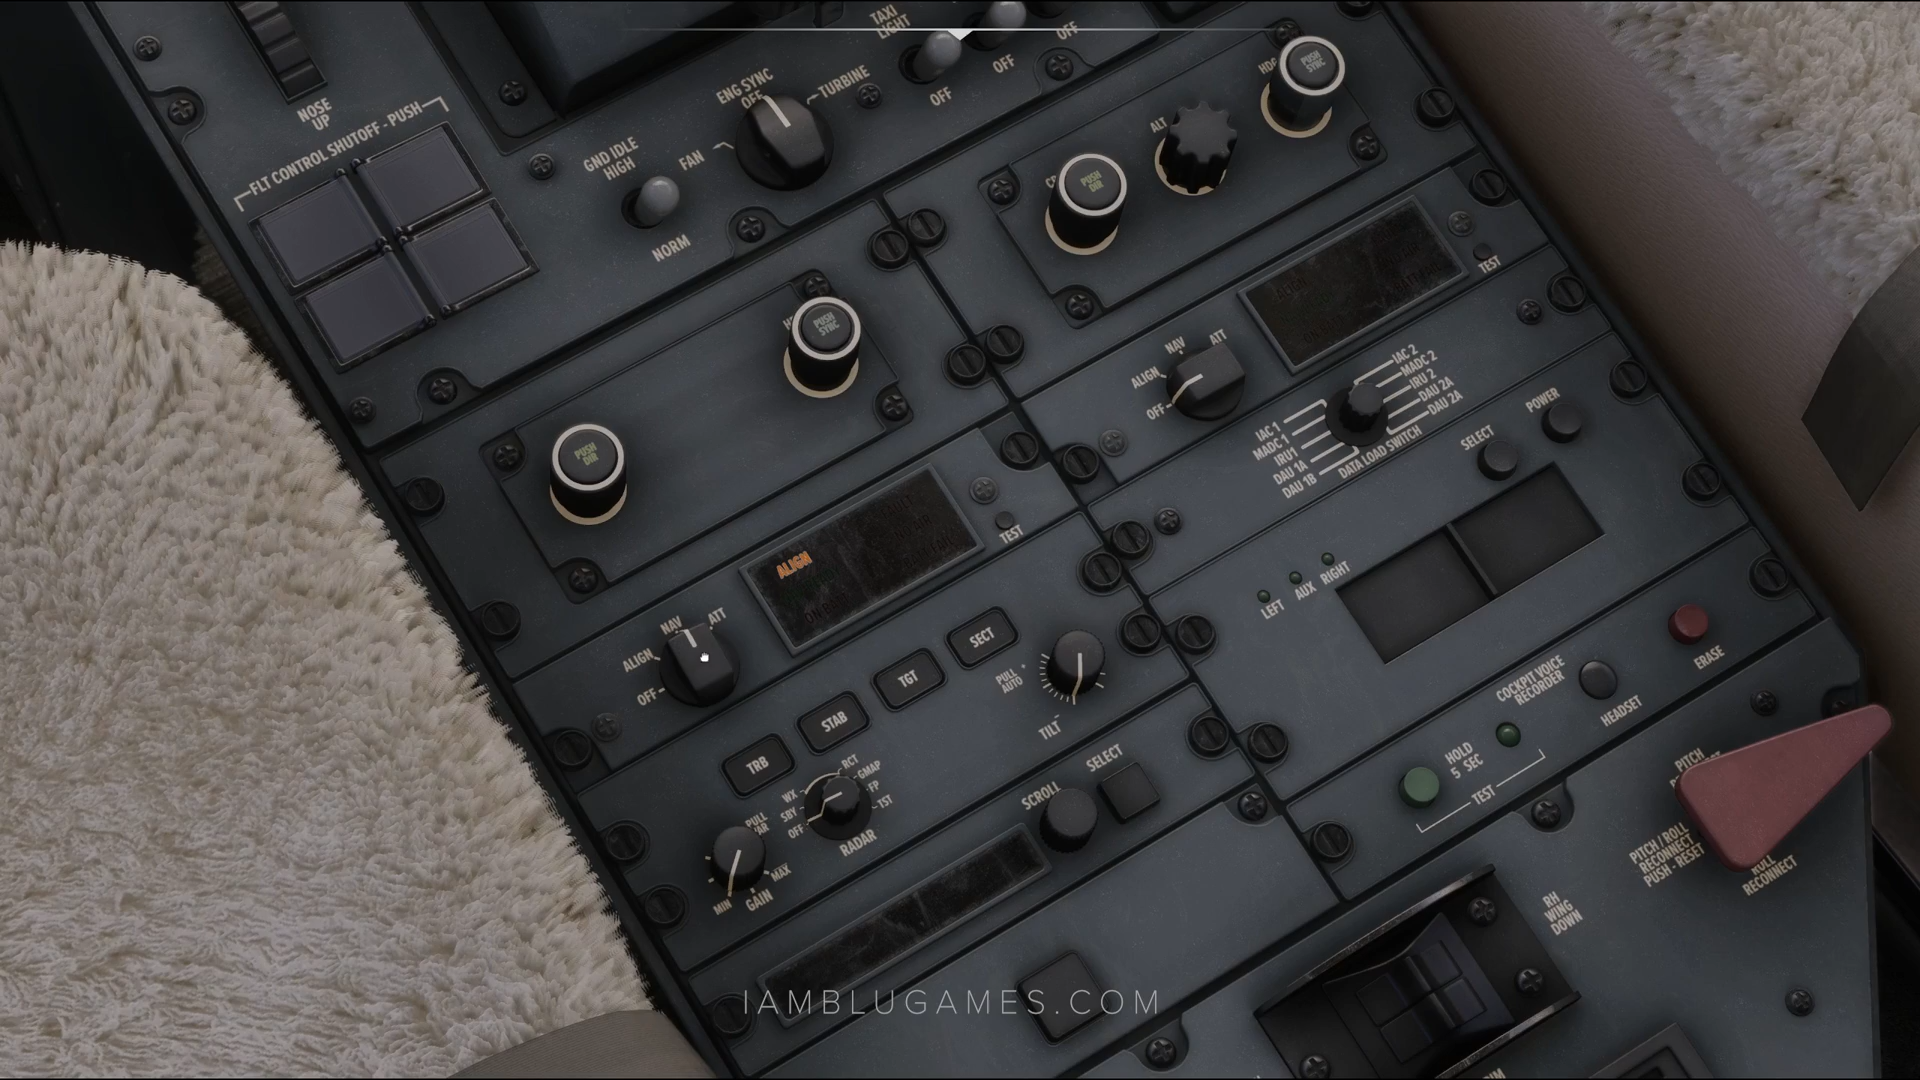 TAXI
LIGHT
OFF
OFF
OFF
ENG SYNC
OFF
TURBINE
FAN
GND IDLE
HIGH
NORM
NOSE
UP
FLT CONTROL SHUTOFF - PUSH
PUSH
SYNC
ALT
PUSH
DIR
PUSH
SYNC
PUSH
DIR
TEST
NAV
ATT
ALIGN
OFF
IAC 2
MADC 2
IRU 2
DAU 2A
DAU 2A
IAC 1
MADC 1
IRU1
DAU 1A
DAU 1B
DATA LOAD SWITCH
POWER
SELECT
ALIGN
TEST
NAV
ATT
ALIGN
OFF
LEFT
AUX
RIGHT
SECT
TGT
STAB
TRB
PULL
AUTO
TILT
ERASE
COCKPIT VOICE
RECORDER
HEADSET
HOLD
5 SEC
TEST
RCT
GMAP
FP
TST
WX
SBY
OFF
RADAR
PULL
MAX
MIN
GAIN
SCROLL
SELECT
PITCH
PITCH / ROLL
RECONNECT
PUSH - RESET
ROLL
RECONNECT
RH
WING
DOWN
IAMBLUGAMES.COM